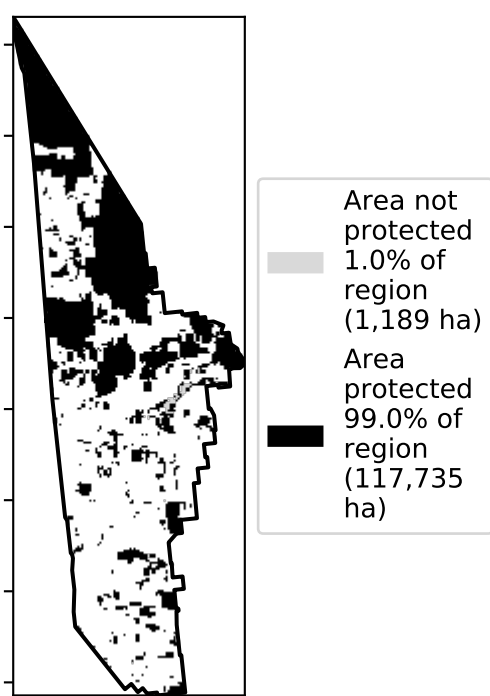 Area not
protected
1.0% of
region
(1,189 ha)
Area
protected
99.0% of
region
(117,735
ha)